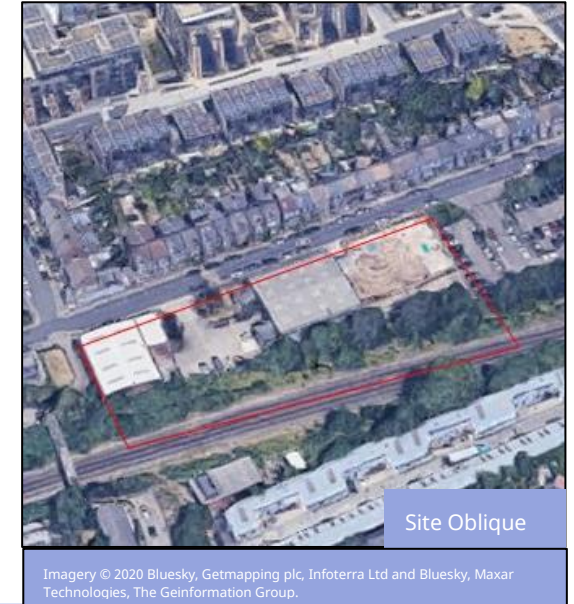 Site Oblique
Imagery © 2020 Bluesky, Getmapping plc, Infoterra Ltd and Bluesky, Maxar
Technologies, The Geinformation Group.